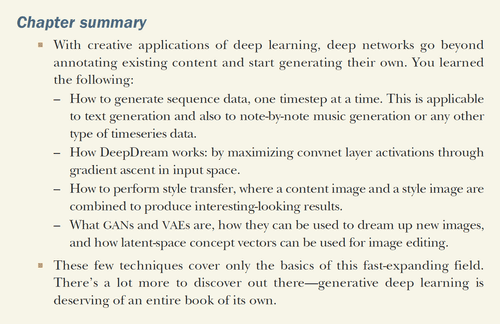 Chapter summary
■ With creative applications of deep learning, deep networks go beyond
annotating existing content and start generating their own. You learned
the following:
– How to generate sequence data, one timestep at a time. This is applicable
to text generation and also to note-by-note music generation or any other
type of timeseries data.
– How DeepDream works: by maximizing convnet layer activations through
gradient ascent in input space.
– How to perform style transfer, where a content image and a style image are
combined to produce interesting-looking results.
– What GANs and VAEs are, how they can be used to dream up new images,
and how latent-space concept vectors can be used for image editing.
■ These few techniques cover only the basics of this fast-expanding field.
There's a lot more to discover out there—generative deep learning is
deserving of an entire book of its own.